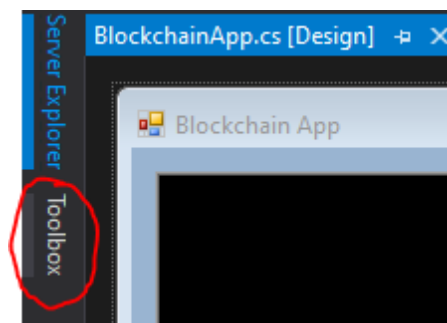 Server Explorer
Toolbox
BlockchainApp.cs [Design]
Blockchain App